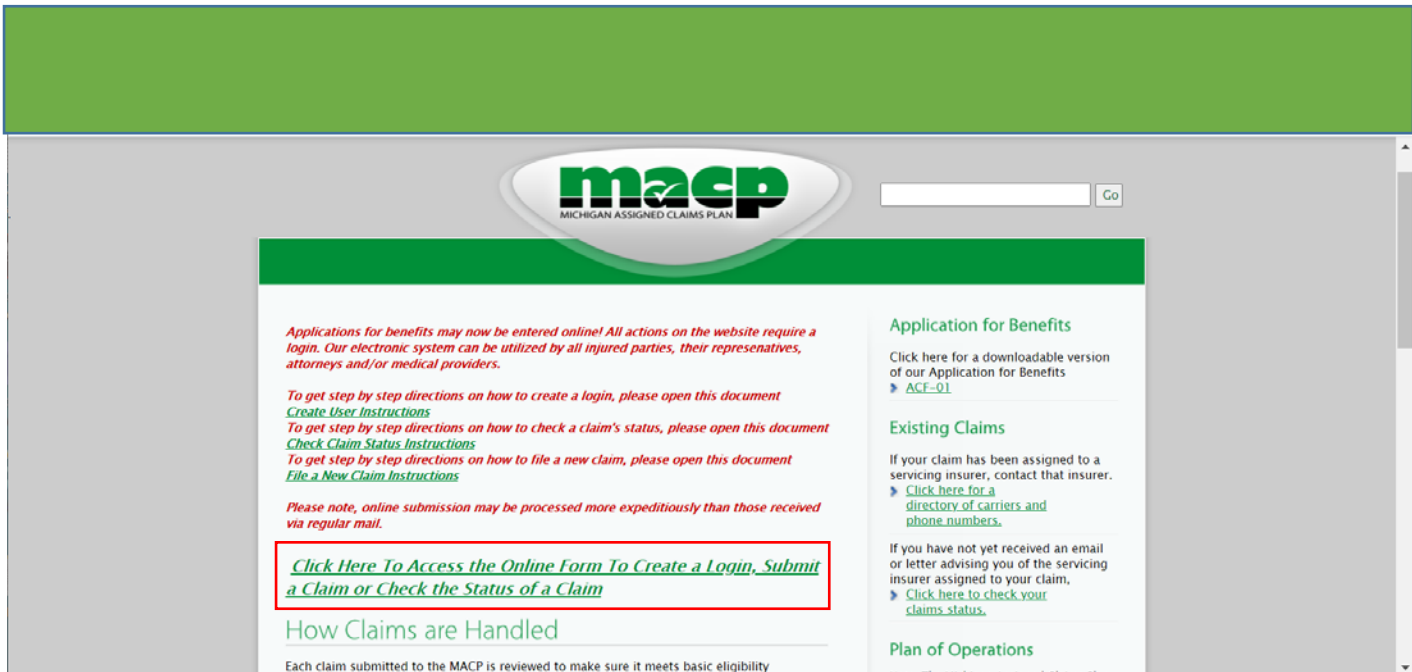 macp
MICHIGAN ASSIGNED CLAIMS PLAN
Go
Applications for benefits may now be entered online! All actions on the website require a
login. Our electronic system can be utilized by all injured parties, their represenatives,
attorneys and/or medical providers.
To get step by step directions on how to create a login, please open this document
Create User Instructions
To get step by step directions on how to check a claim's status, please open this document
Check Claim Status Instructions
To get step by step directions on how to file a new claim, please open this document
File a New Claim Instructions
Please note, online submission may be processed more expeditiously than those received
via regular mail.
Click Here To Access the Online Form To Create a Login, Submit
a Claim or Check the Status of a Claim
How Claims are Handled
Each claim submitted to the MACP is reviewed to make sure it meets basic eligibility
Application for Benefits
Click here for a downloadable version
of our Application for Benefits
ACF-01
Existing Claims
If your claim has been assigned to a
servicing insurer, contact that insurer.
Click here for a
directory of carriers and
phone numbers.
If you have not yet received an email
or letter advising you of the servicing
insurer assigned to your claim,
Click here to check your
claims status.
Plan of Operations